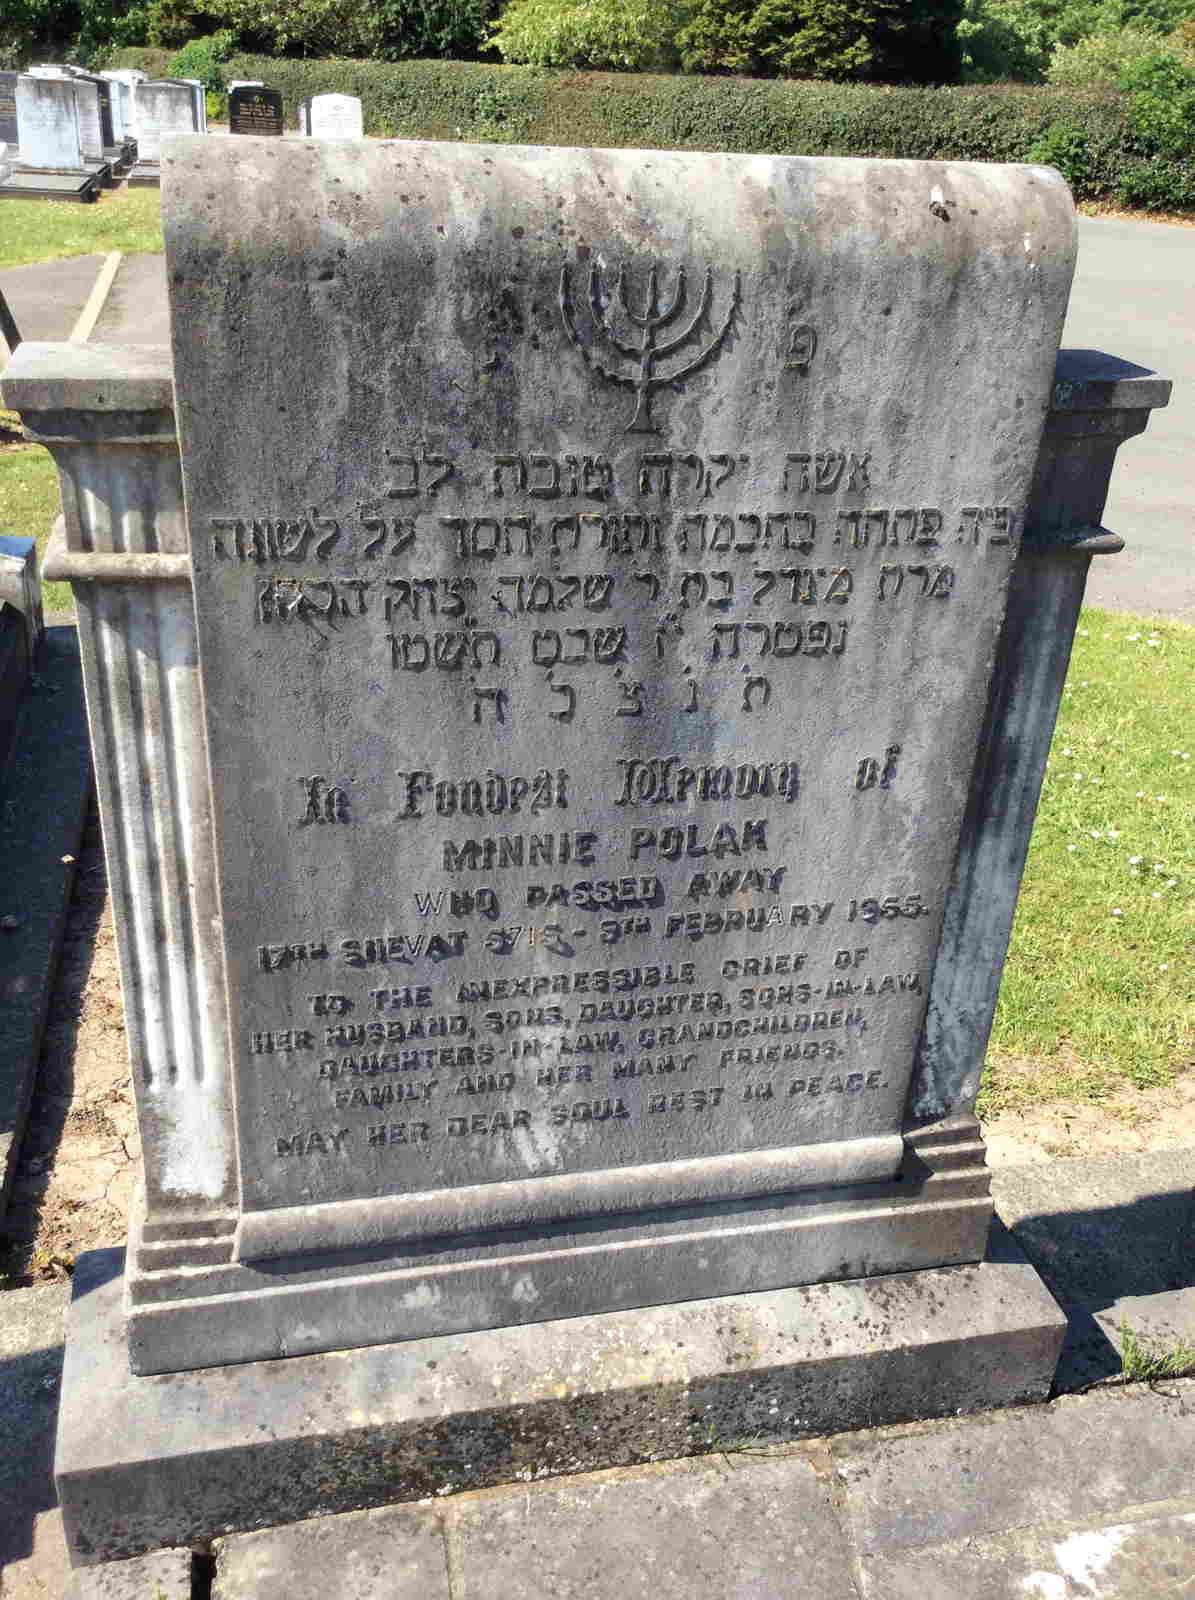 פ נ
אשה יקרה טובת לב
פיה פתחה בחכמה ותורת חסד על לשונה
מרת מינדל בת ר' שלמה יצחק הכהן
נפטרה י"ז שבט תשט"ו
ת נ צ ב ה
In Fondest Memory of
MINNIE POLAK
WHO PASSED AWAY
17TH SHEVAT 5715 - 9TH FEBRUARY 1955.
TO THE INEXPRESSIBLE GRIEF OF
HER HUSBAND, SONS, DAUGHTER, SONS-IN-LAW,
DAUGHTERS-IN-LAW, GRANDCHILDREN,
FAMILY AND HER MANY FRIENDS.
MAY HER DEAR SOUL REST IN PEACE.